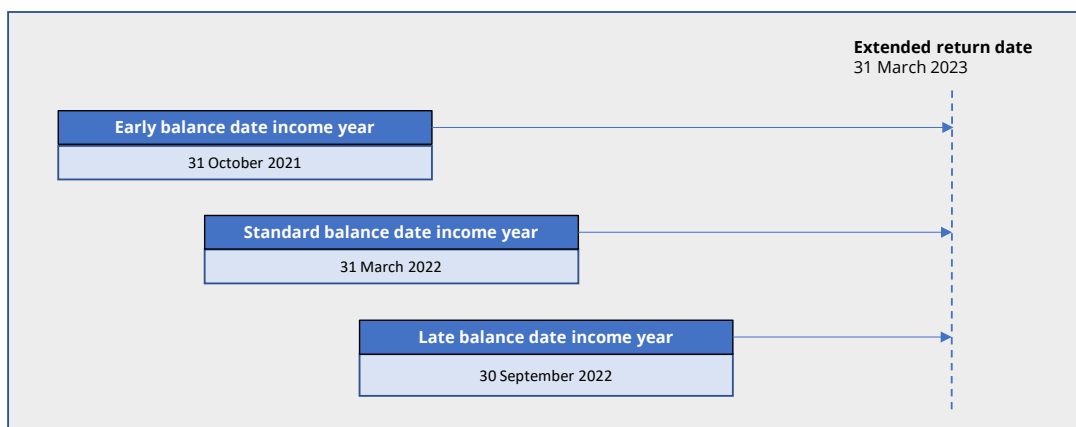 Extended return date
31 March 2023
Early balance date income year
31 October 2021
Standard balance date income year
31 March 2022
Late balance date income year
30 September 2022